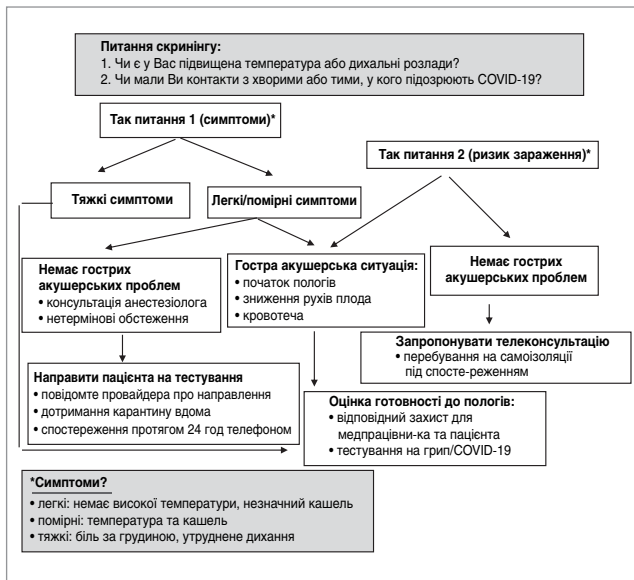 Питання скринінгу:
1. Чи є у Вас підвищена температура або дихальні розлади?
2. Чи мали Ви контакти з хворими або тими, у кого підозрюють COVID-19?
Так питання 1 (симптоми)*
Так питання 2 (ризик зараження)*
Тяжкі симптоми
Легкі/помірні симптоми
Немає гострих
акушерських проблем
• консультація анестезіолога
• нетермінові обстеження
Гостра акушерська ситуація:
• початок пологів
• зниження рухів плода
• кровотеча
Немає гострих
акушерських проблем
Запропонувати телеконсультацію
• перебування на самоізоляції
під спосте-реженням
Направити пацієнта на тестування
• повідомте провайдера про направлення
• дотримання карантину вдома
• спостереження протягом 24 год телефоном
Оцінка готовності до пологів:
• відповідний захист для
медпрацівни-ка та пацієнта
• тестування на грип/COVID-19
*Симптоми?
• легкі: немає високої температури, незначний кашель
• помірні: температура та кашель
• тяжкі: біль за грудиною, утруднене дихання